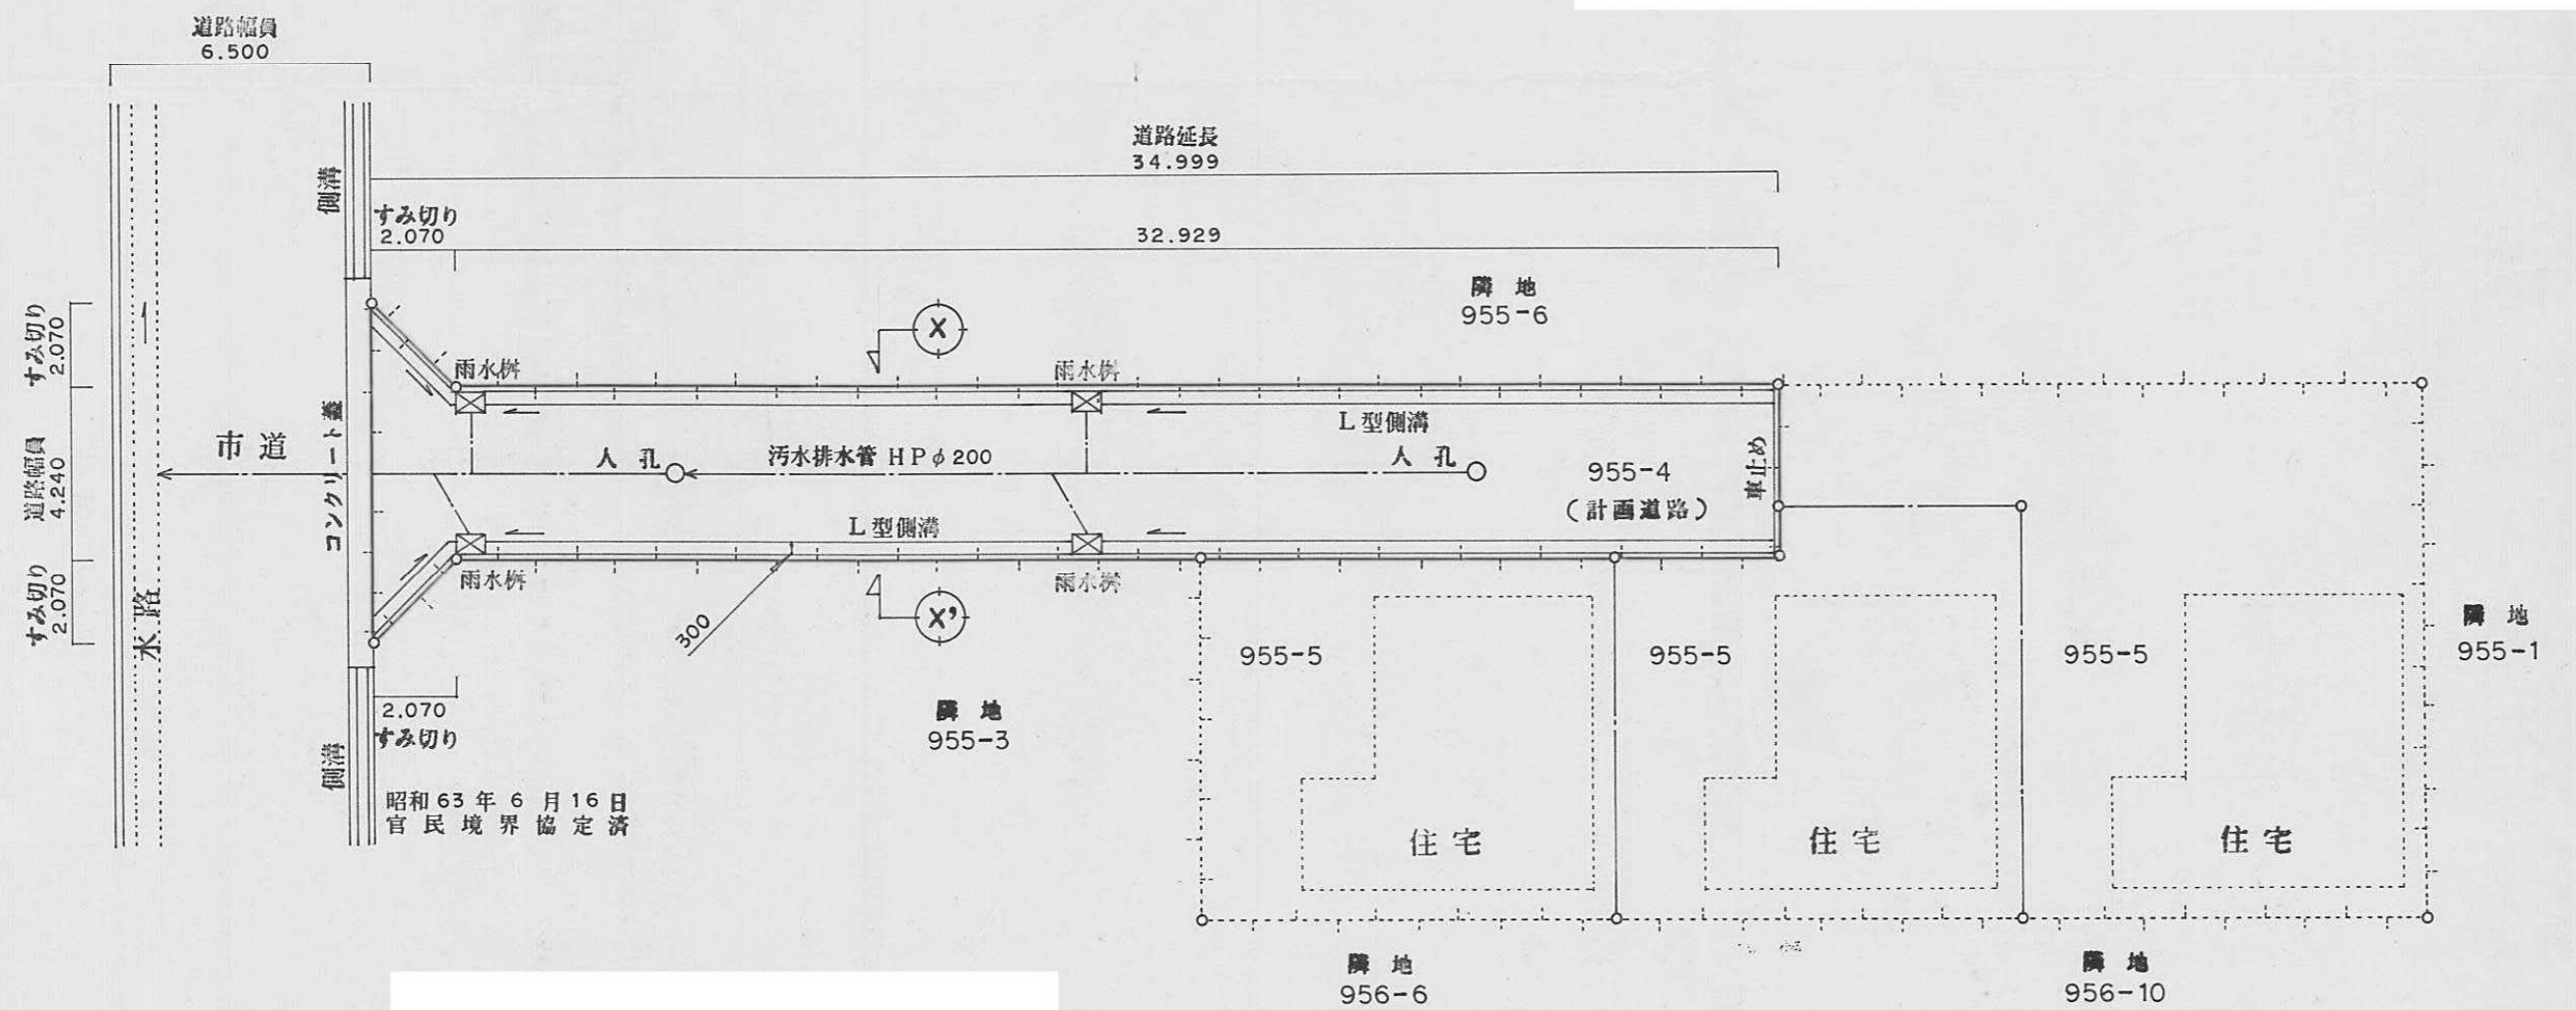 道路幅員
6.500
道路延長
34.999
側溝
すみ切り
2.070
32.929
隣地
955-6
すみ切り
2.070
道路幅員
4.240
すみ切り
2.070
X
雨水桝
雨水桝
市道
コンクリート蓋
L型側溝
人孔
汚水排水管 HPφ200
人孔
955-4
(計画道路)
車止め
L型側溝
雨水桝
雨水桝
水路
300
X'
955-5
955-5
955-5
隣地
955-1
2.070
すみ切り
側溝
隣地
955-3
昭和63年6月16日
官民境界協定済
住宅
住宅
住宅
隣地
956-6
隣地
956-10